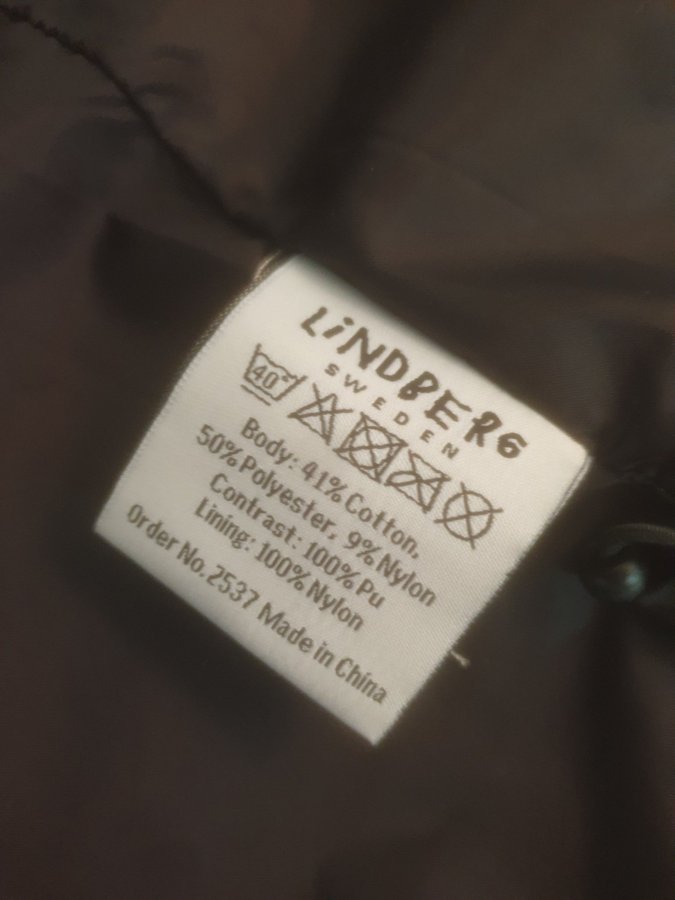 LiNDBERG
SWEDEN
40°
Body: 41% Cotton,
50% Polyester, 9% Nylon
Contrast: 100% Pu
Lining: 100% Nylon
Order No. 2537 Made in China